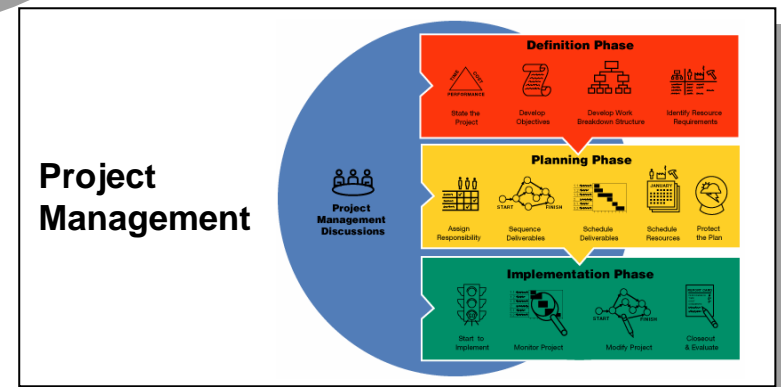 Project
Management
Project
Management
Discussions
Definition Phase
TIME
COST
PERFORMANCE
State the
Project
Develop
Objectives
Develop Work
Breakdown Structure
Identify Resource
Requirements
Planning Phase
START
FINISH
JANUARY
Assign
Responsibility
Sequence
Deliverables
Schedule
Deliverables
Schedule
Resources
Protect
the Plan
Implementation Phase
START
FINISH
Start to
Implement
Monitor Project
Modify Project
Closeout
& Evaluate